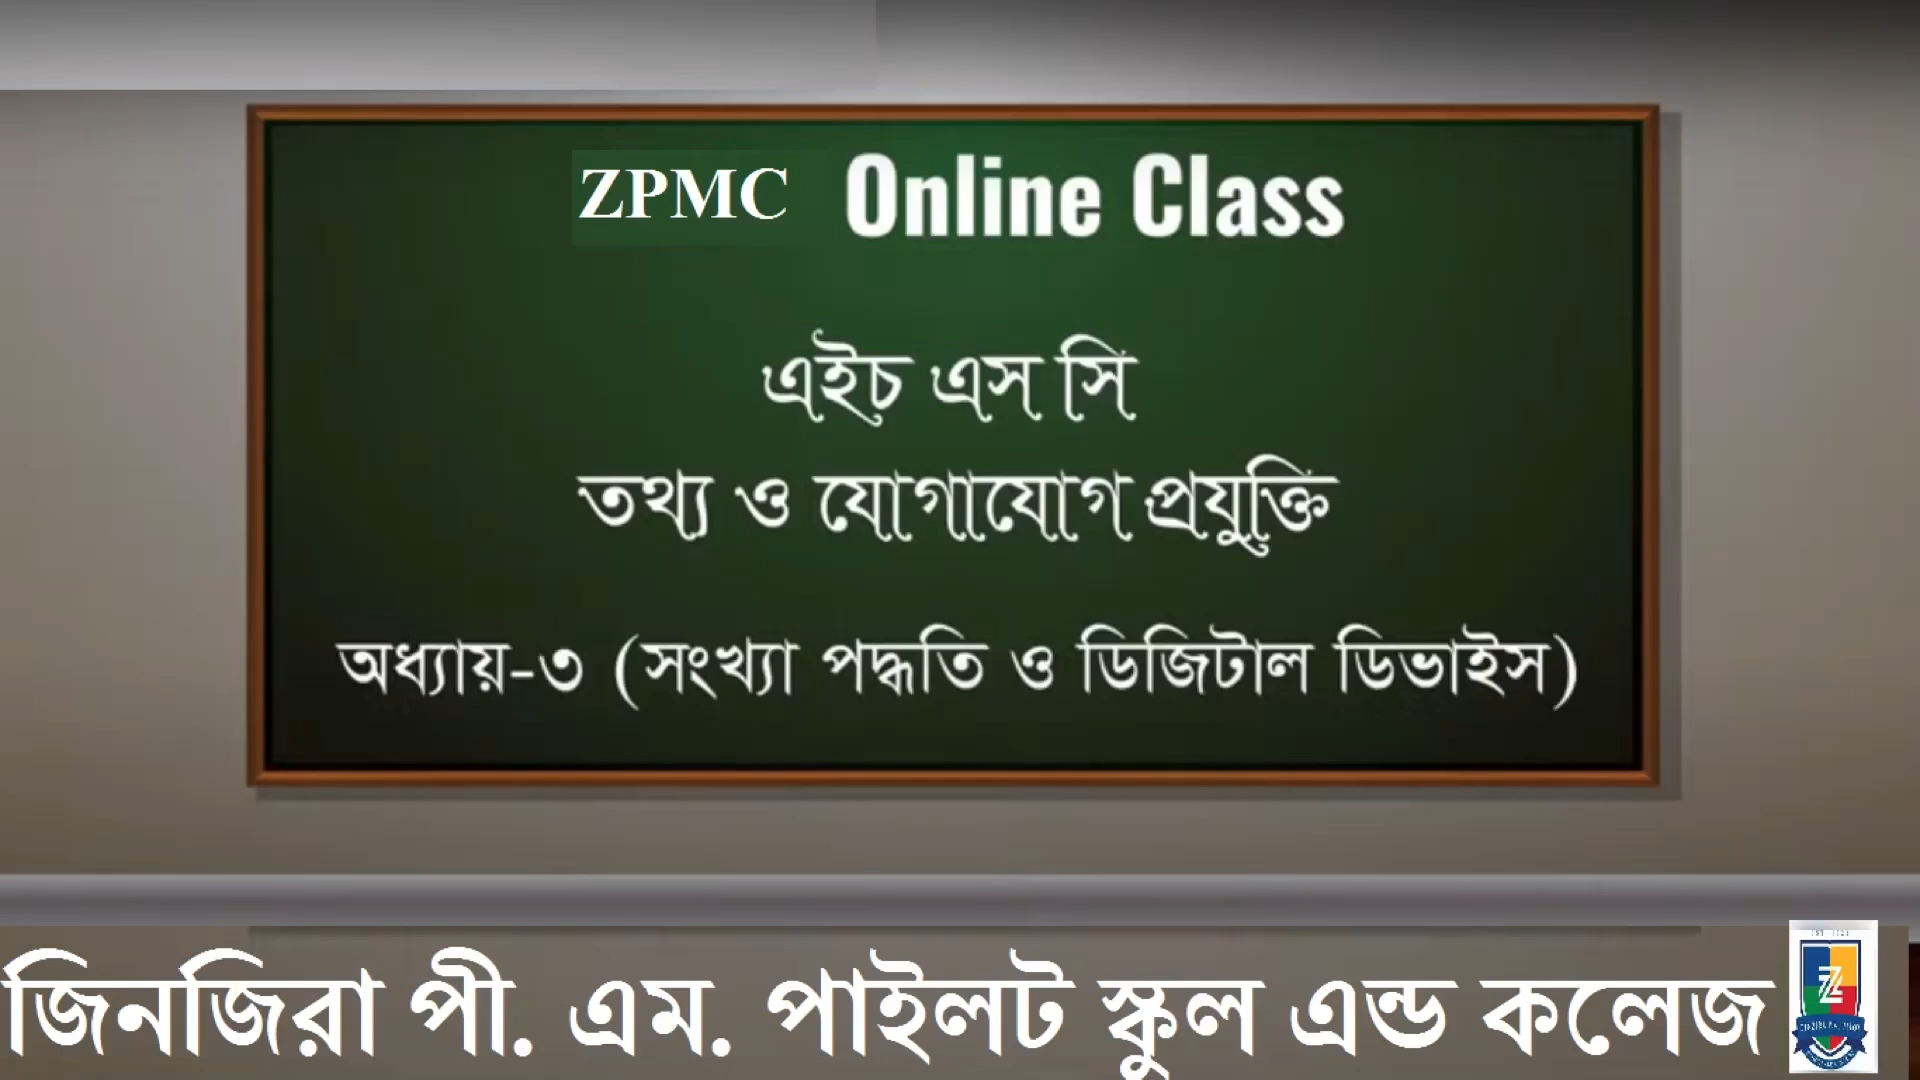 ZPMC Online Class
এইচ এস সি
তথ্য ও যোগাযোগ প্রযুক্তি
অধ্যায়-৩ (সংখ্যা পদ্ধতি ও ডিজিটাল ডিভাইস)
জিনজিরা পী. এম. পাইলট স্কুল এন্ড কলেজ
Z